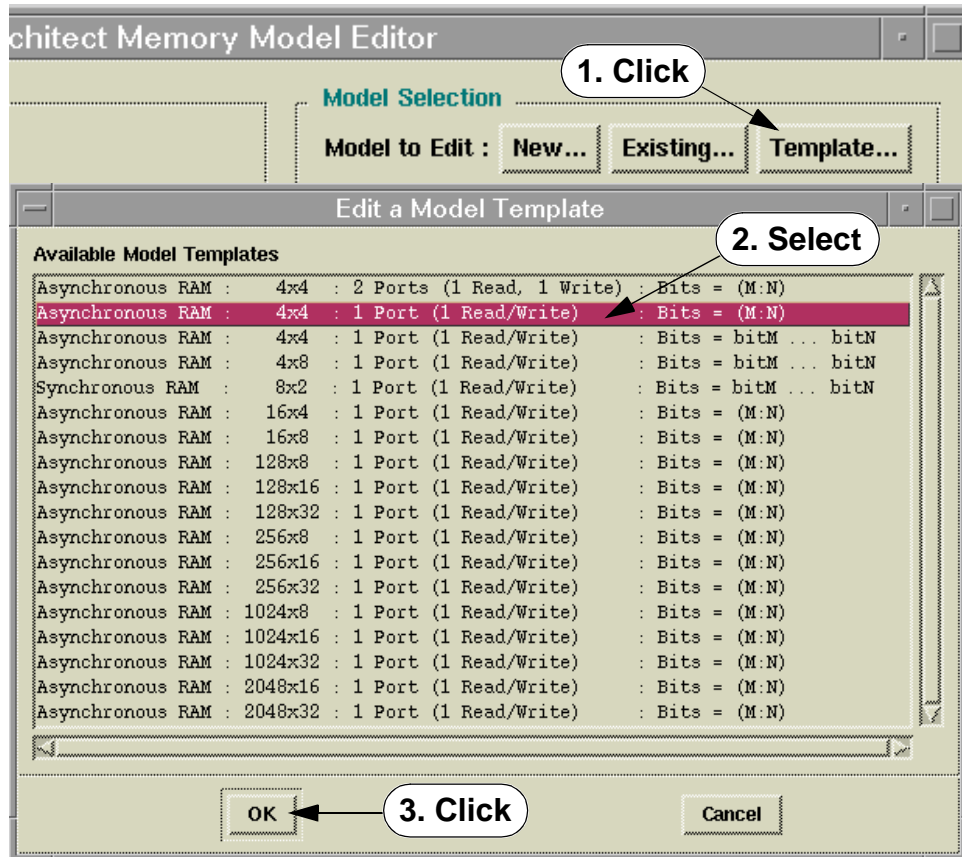 chitect Memory Model Editor
1. Click
Model Selection
Model to Edit : New... Existing... Template...
Edit a Model Template
2. Select
Available Model Templates
Asynchronous RAM : 4x4 : 2 Ports (1 Read, 1 Write) : Bits = (M:N)
Asynchronous RAM : 4x4 : 1 Port (1 Read/Write) : Bits = (M:N)
Asynchronous RAM : 4x4 : 1 Port (1 Read/Write) : Bits = bitM ... bitN
Asynchronous RAM : 4x8 : 1 Port (1 Read/Write) : Bits = bitM ... bitN
Synchronous RAM : 8x2 : 1 Port (1 Read/Write) : Bits = bitM ... bitN
Asynchronous RAM : 16x4 : 1 Port (1 Read/Write) : Bits = (M:N)
Asynchronous RAM : 16x8 : 1 Port (1 Read/Write) : Bits = (M:N)
Asynchronous RAM : 128x8 : 1 Port (1 Read/Write) : Bits = (M:N)
Asynchronous RAM : 128x16 : 1 Port (1 Read/Write) : Bits = (M:N)
Asynchronous RAM : 128x32 : 1 Port (1 Read/Write) : Bits = (M:N)
Asynchronous RAM : 256x8 : 1 Port (1 Read/Write) : Bits = (M:N)
Asynchronous RAM : 256x16 : 1 Port (1 Read/Write) : Bits = (M:N)
Asynchronous RAM : 256x32 : 1 Port (1 Read/Write) : Bits = (M:N)
Asynchronous RAM : 1024x8 : 1 Port (1 Read/Write) : Bits = (M:N)
Asynchronous RAM : 1024x16 : 1 Port (1 Read/Write) : Bits = (M:N)
Asynchronous RAM : 1024x32 : 1 Port (1 Read/Write) : Bits = (M:N)
Asynchronous RAM : 2048x16 : 1 Port (1 Read/Write) : Bits = (M:N)
Asynchronous RAM : 2048x32 : 1 Port (1 Read/Write) : Bits = (M:N)
OK 3. Click Cancel